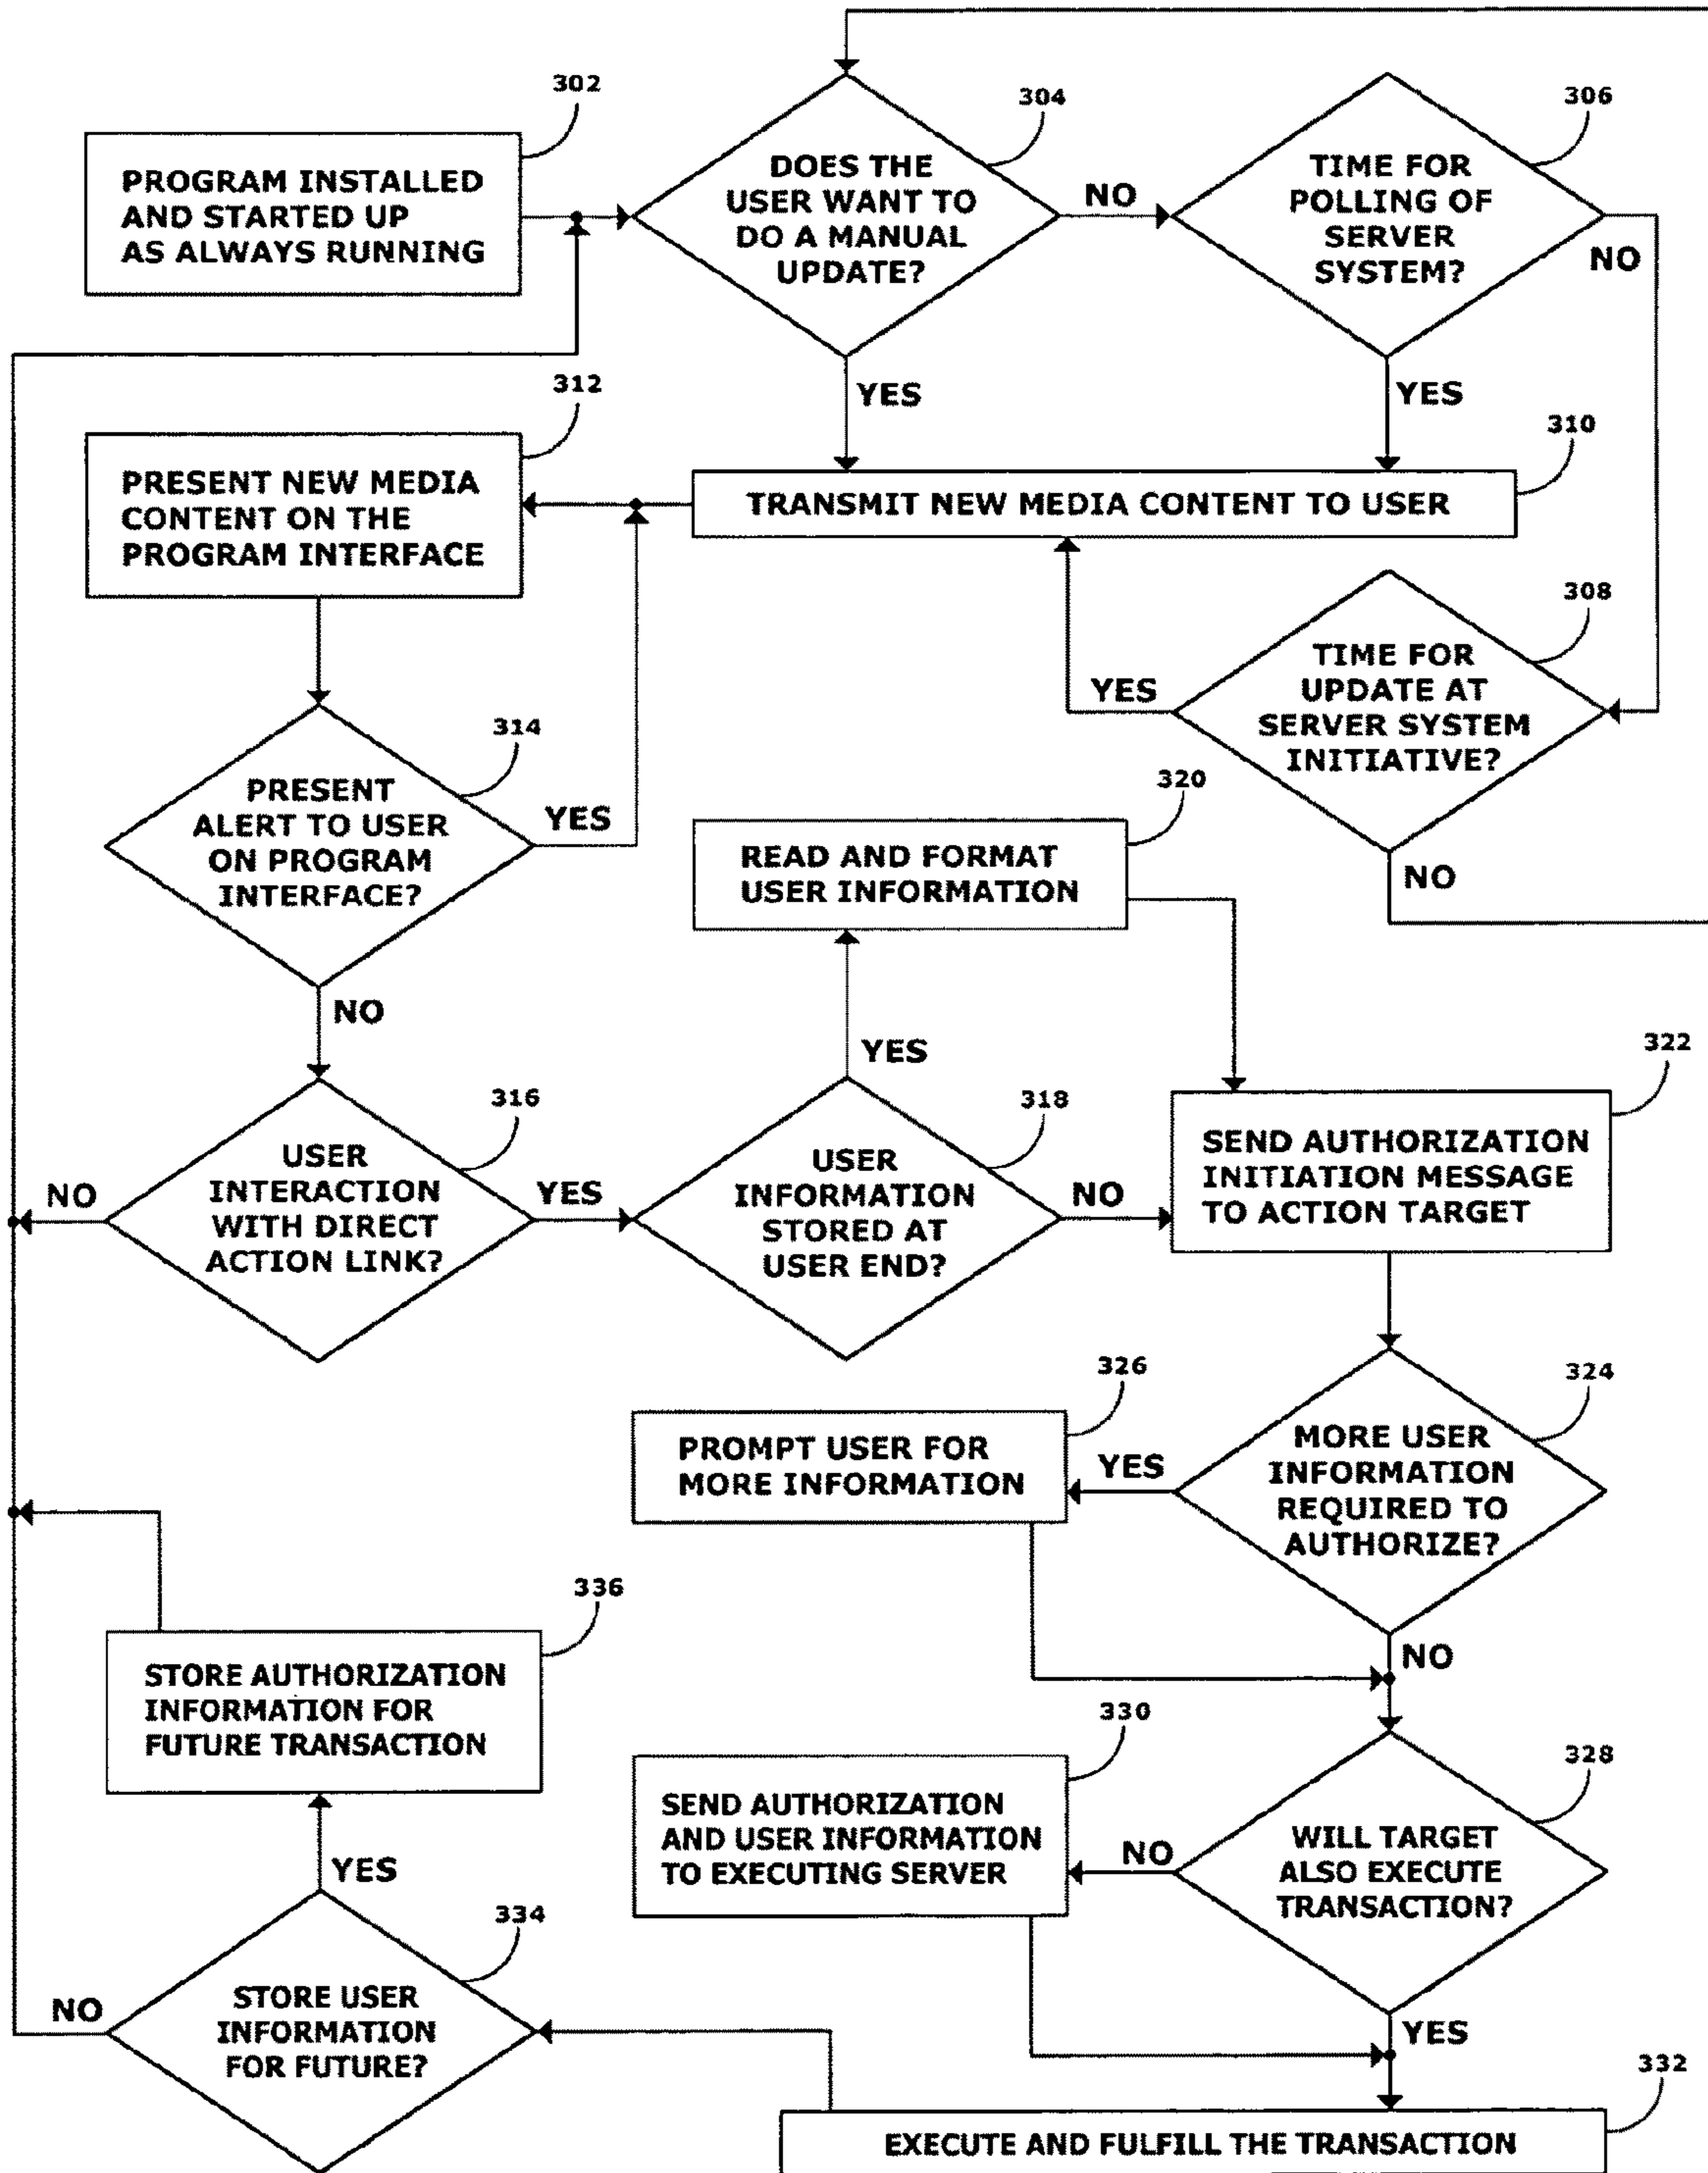 302
PROGRAM INSTALLED
AND STARTED UP
AS ALWAYS RUNNING
304
DOES THE
USER WANT TO
DO A MANUAL
UPDATE?
NO
YES
306
TIME FOR
POLLING OF
SERVER
SYSTEM?
NO
YES
310
TRANSMIT NEW MEDIA CONTENT TO USER
312
PRESENT NEW MEDIA
CONTENT ON THE
PROGRAM INTERFACE
308
TIME FOR
UPDATE AT
SERVER SYSTEM
INITIATIVE?
YES
NO
314
PRESENT
ALERT TO USER
ON PROGRAM
INTERFACE?
YES
NO
320
READ AND FORMAT
USER INFORMATION
316
USER
INTERACTION
WITH DIRECT
ACTION LINK?
NO
YES
318
USER
INFORMATION
STORED AT
USER END?
YES
NO
322
SEND AUTHORIZATION
INITIATION MESSAGE
TO ACTION TARGET
324
MORE USER
INFORMATION
REQUIRED TO
AUTHORIZE?
YES
NO
326
PROMPT USER FOR
MORE INFORMATION
328
WILL TARGET
ALSO EXECUTE
TRANSACTION?
NO
YES
330
SEND AUTHORIZATION
AND USER INFORMATION
TO EXECUTING SERVER
336
STORE AUTHORIZATION
INFORMATION FOR
FUTURE TRANSACTION
YES
334
STORE USER
INFORMATION
FOR FUTURE?
NO
332
EXECUTE AND FULFILL THE TRANSACTION